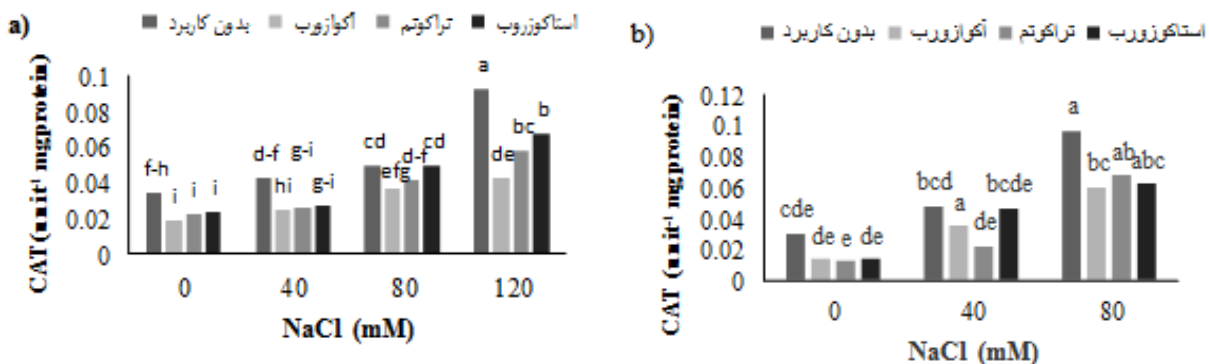 a)
بدون کاربرد آکوازورب تراکوتم استاکوزروب
CAT (unit-¹ mgprotein)
0.1
0.08
0.06
0.04
0.02
0
f-h i i i
d-f hi g-i g-i
cd efg d-f cd
a de bc b
0 40 80 120
NaCl (mM)
b)
بدون کاربرد آکوازورب تراکوتم استاکوزورب
CAT (unit-¹ mgprotein)
0.12
0.1
0.08
0.06
0.04
0.02
0
cde de e de
bcd a de bcde
a bc ab abc
0 40 80
NaCl (mM)